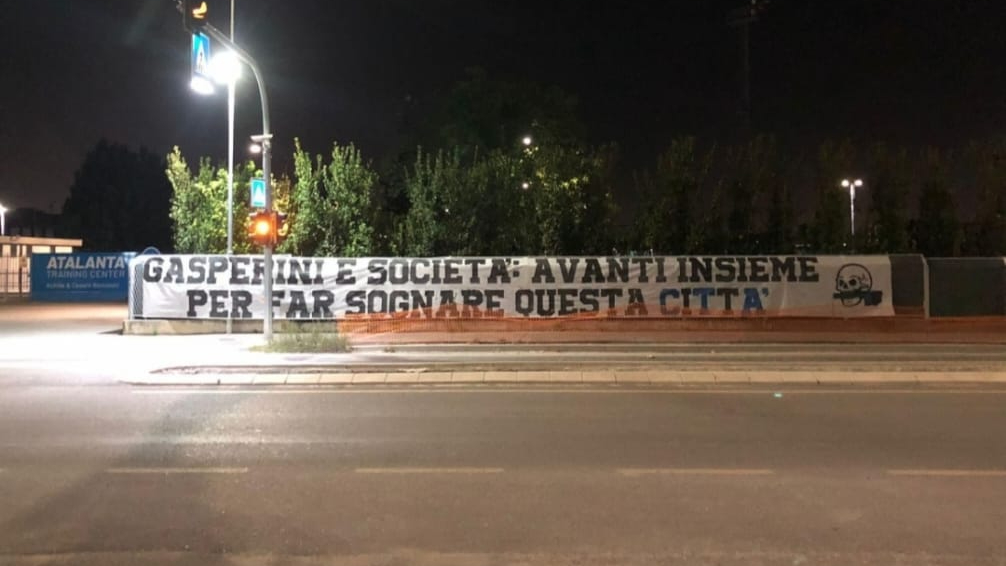 ATALANTA
TRAINING CENTER
GASPERINI E SOCIETA': AVANTI INSIEME
PER FAR SOGNARE QUESTA CITTA'